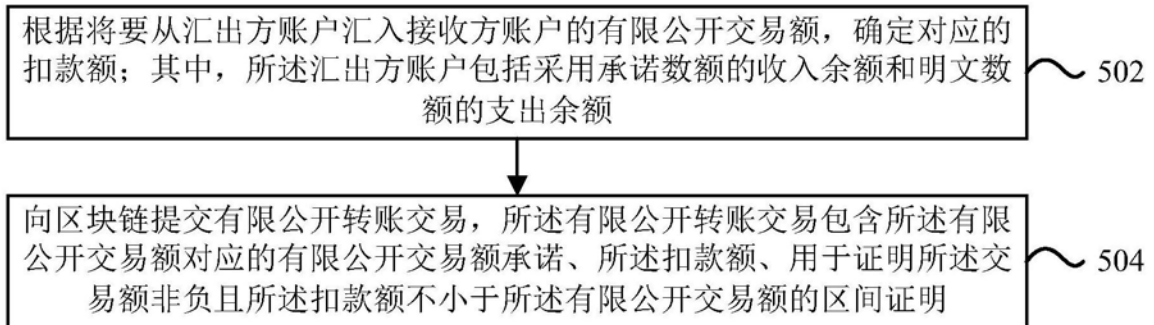 根据将要从汇出方账户汇入接收方账户的有限公开交易额，确定对应的
扣款额；其中，所述汇出方账户包括采用承诺数额的收入余额和明文数
额的支出余额
502
向区块链提交有限公开转账交易，所述有限公开转账交易包含所述有限
公开交易额对应的有限公开交易额承诺、所述扣款额、用于证明所述交
易额非负且所述扣款额不小于所述有限公开交易额的区间证明
504